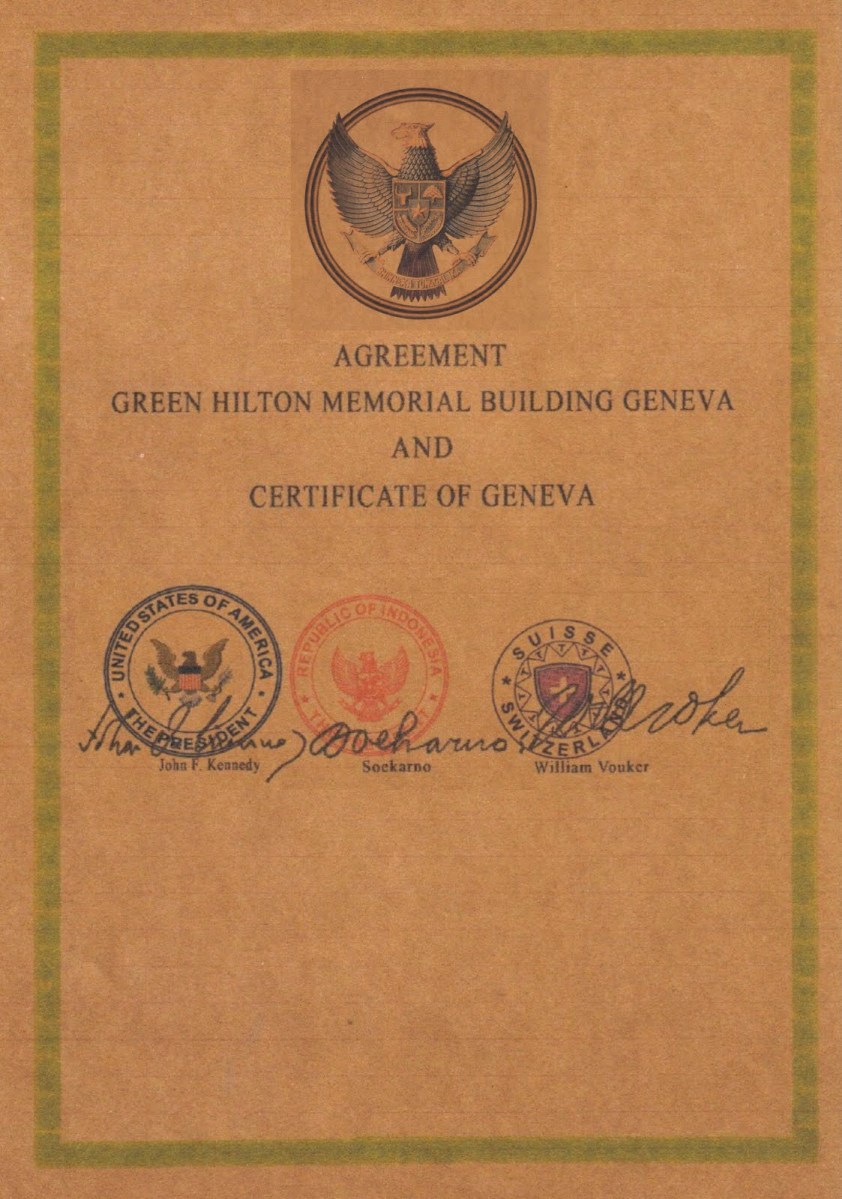 AGREEMENT
GREEN HILTON MEMORIAL BUILDING GENEVA
AND
CERTIFICATE OF GENEVA
UNITED STATES OF AMERICA
THE PRESIDENT
REPUBLIC OF INDONESIA
SUISSE
SWITZERLAND
Soekarno
John F. Kennedy
Soekarno
William Vouker